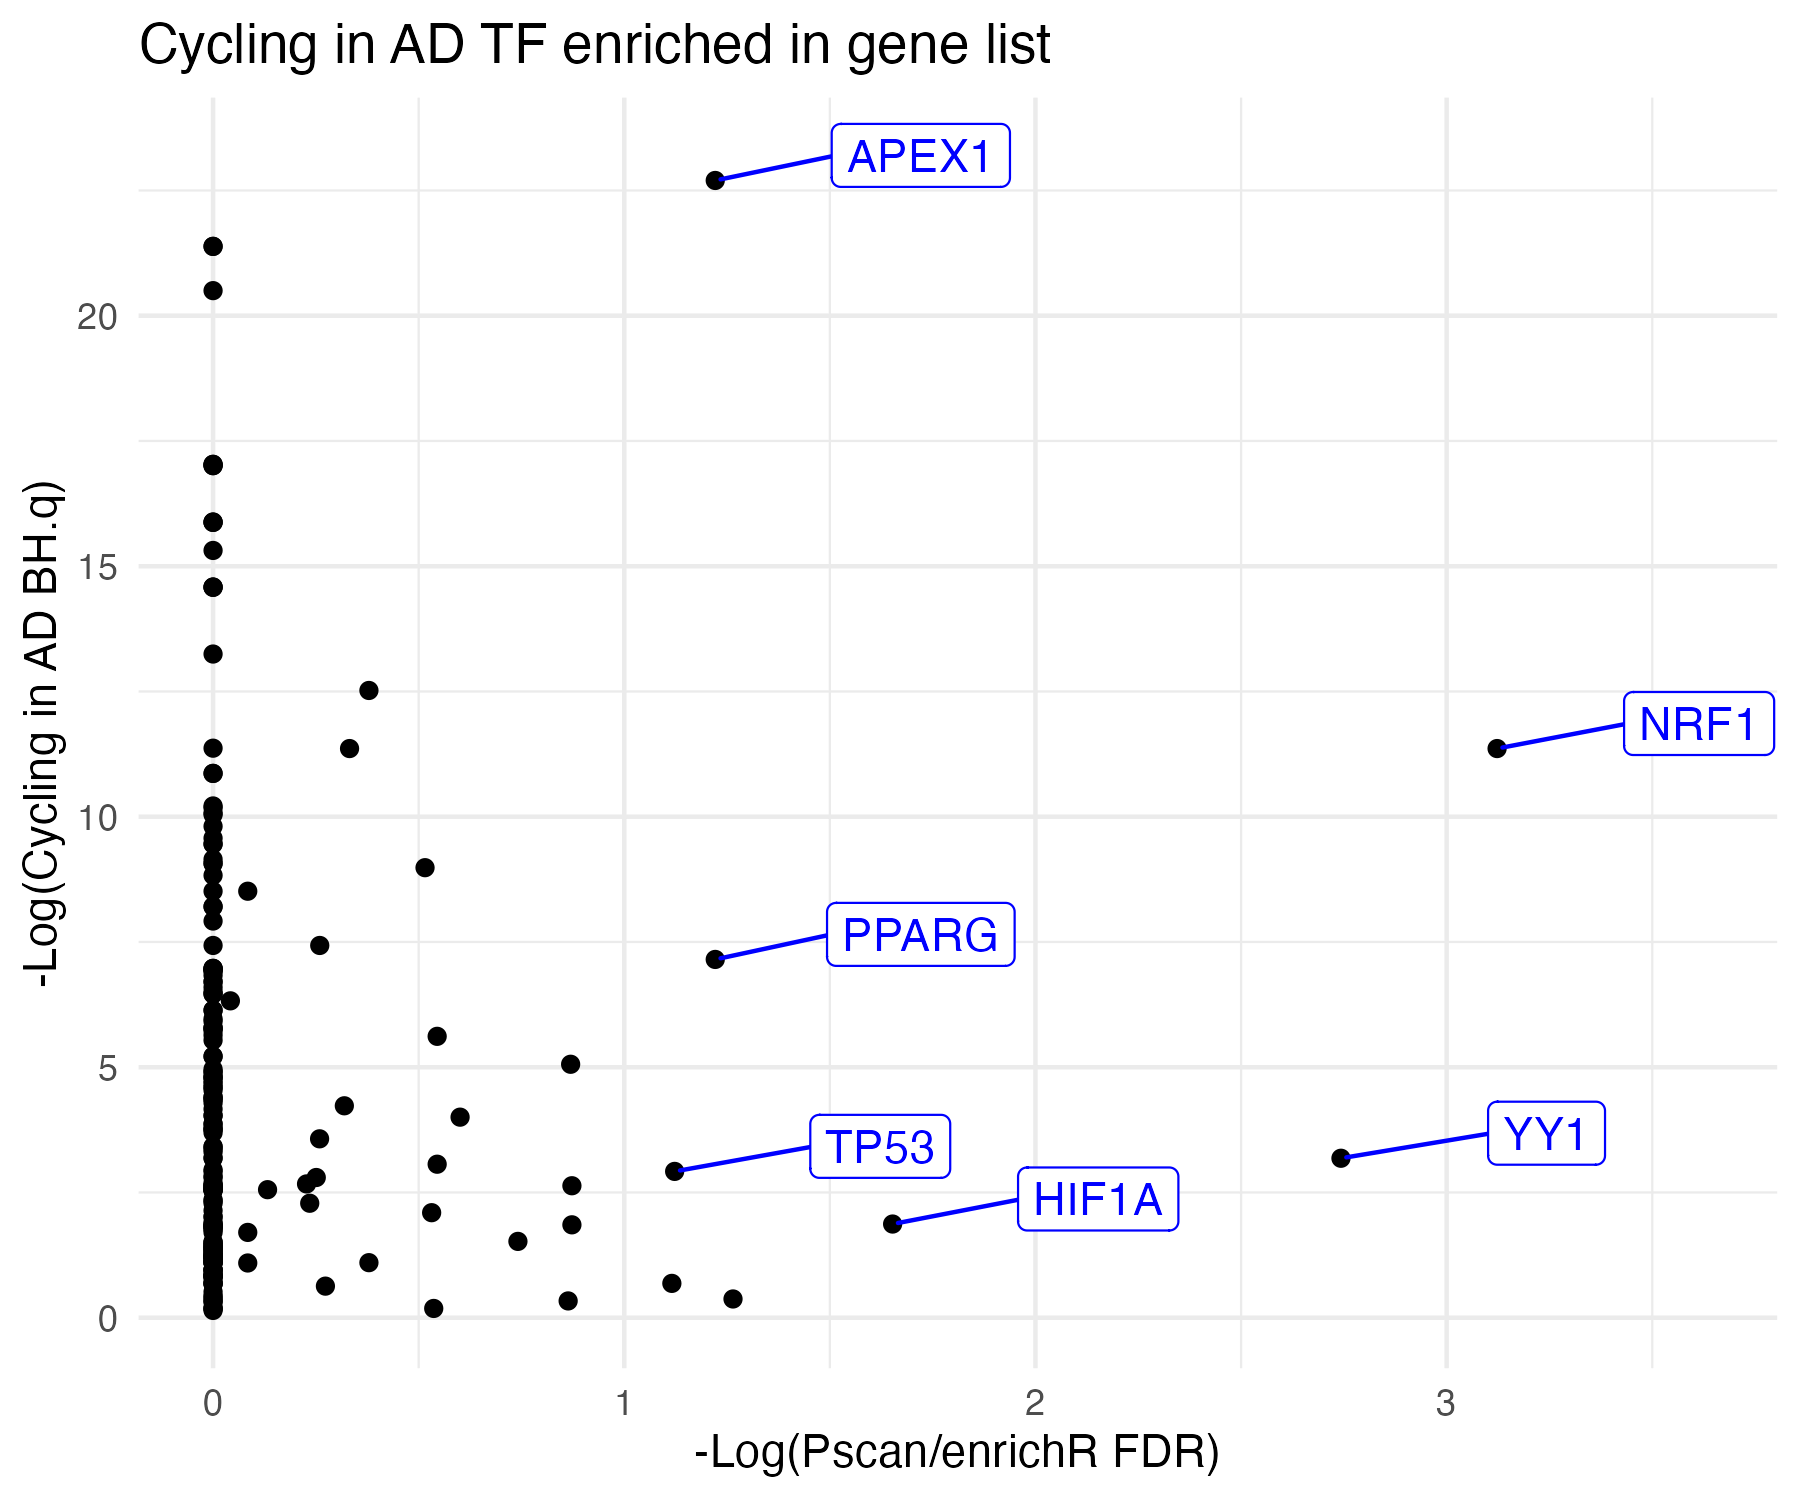 Cycling in AD TF enriched in gene list
APEX1
NRF1
PPARG
YY1
TP53
HIF1A
-Log(Cycling in AD BH.q)
20
15
10
5
0
0 1 2 3
-Log(Pscan/enrichR FDR)